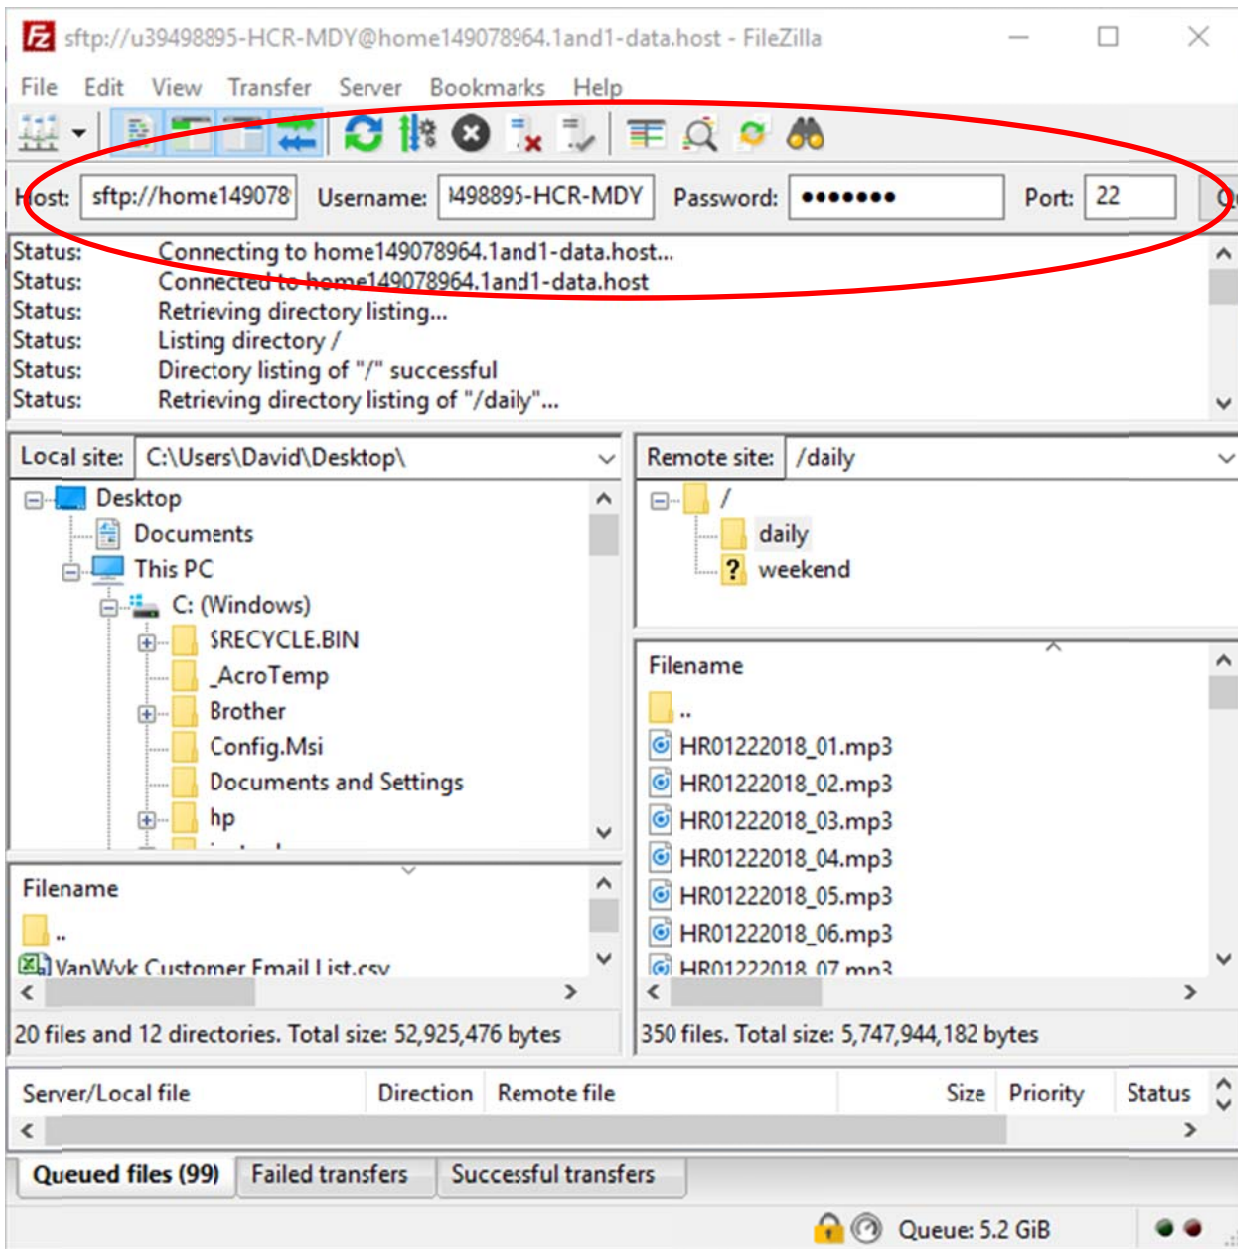 sftp://u39498895-HCR-MDY@home149078964.1and1-data.host - FileZilla
File Edit View Transfer Server Bookmarks Help
Host: sftp://home149078 Username: 498895-HCR-MDY Password: ●●●●●●● Port: 22
Status: Connecting to home149078964.1and1-data.host...
Status: Connected to home149078964.1and1-data.host
Status: Retrieving directory listing...
Status: Listing directory /
Status: Directory listing of "/" successful
Status: Retrieving directory listing of "/daily"...
Local site: C:\Users\David\Desktop\
Desktop
Documents
This PC
C: (Windows)
$RECYCLE.BIN
_AcroTemp
Brother
Config.Msi
Documents and Settings
hp
Filename
..
VanWyk Customer Email List.csv
20 files and 12 directories. Total size: 52,925,476 bytes
Remote site: /daily
/
daily
weekend
Filename
..
HR01222018_01.mp3
HR01222018_02.mp3
HR01222018_03.mp3
HR01222018_04.mp3
HR01222018_05.mp3
HR01222018_06.mp3
HR01222018_07.mp3
350 files. Total size: 5,747,944,182 bytes
Server/Local file Direction Remote file Size Priority Status
Queued files (99) Failed transfers Successful transfers
Queue: 5.2 GiB